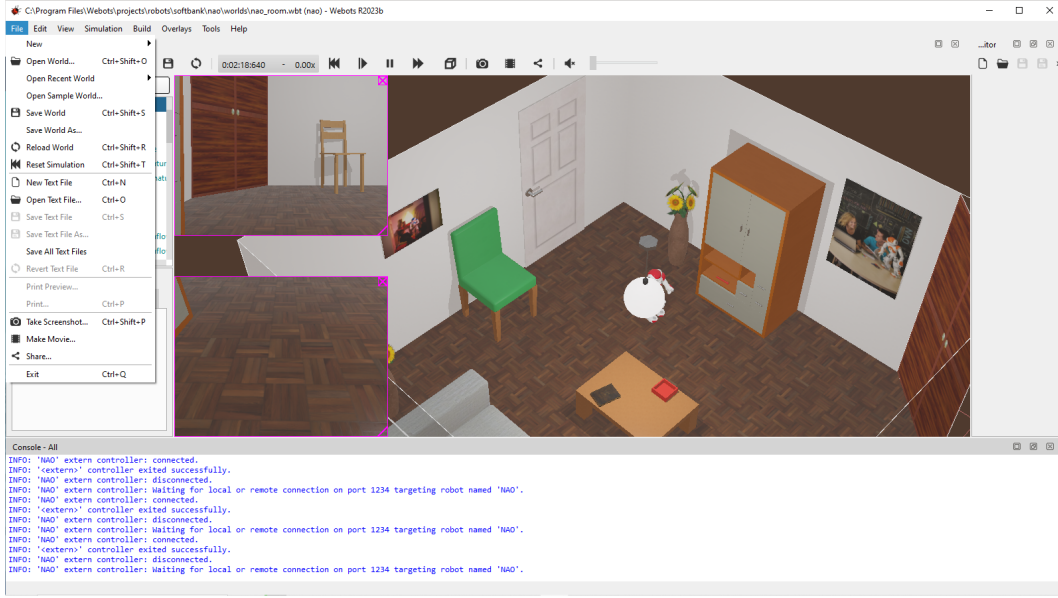 C:\Program Files\Webots\projects\robots\softbank\nao\worlds\nao_room.wbt (nao) - Webots R2023b
File Edit View Simulation Build Overlays Tools Help
New
Open World... Ctrl+Shift+O
Open Recent World
Open Sample World...
Save World Ctrl+Shift+S
Save World As...
Reload World Ctrl+Shift+R
Reset Simulation Ctrl+Shift+T
New Text File Ctrl+N
Open Text File... Ctrl+O
Save Text File Ctrl+S
Save Text File As...
Save All Text Files
Revert Text File Ctrl+R
Print Preview...
Print... Ctrl+P
Take Screenshot... Ctrl+Shift+P
Make Movie...
Share...
Exit Ctrl+Q
0:02:18:640 - 0.00x
...itor
Console - All
INFO: 'NAO' extern controller: connected.
INFO: '<extern>' controller exited successfully.
INFO: 'NAO' extern controller: disconnected.
INFO: 'NAO' extern controller: Waiting for local or remote connection on port 1234 targeting robot named 'NAO'.
INFO: 'NAO' extern controller: connected.
INFO: '<extern>' controller exited successfully.
INFO: 'NAO' extern controller: disconnected.
INFO: 'NAO' extern controller: Waiting for local or remote connection on port 1234 targeting robot named 'NAO'.
INFO: 'NAO' extern controller: connected.
INFO: '<extern>' controller exited successfully.
INFO: 'NAO' extern controller: disconnected.
INFO: 'NAO' extern controller: Waiting for local or remote connection on port 1234 targeting robot named 'NAO'.